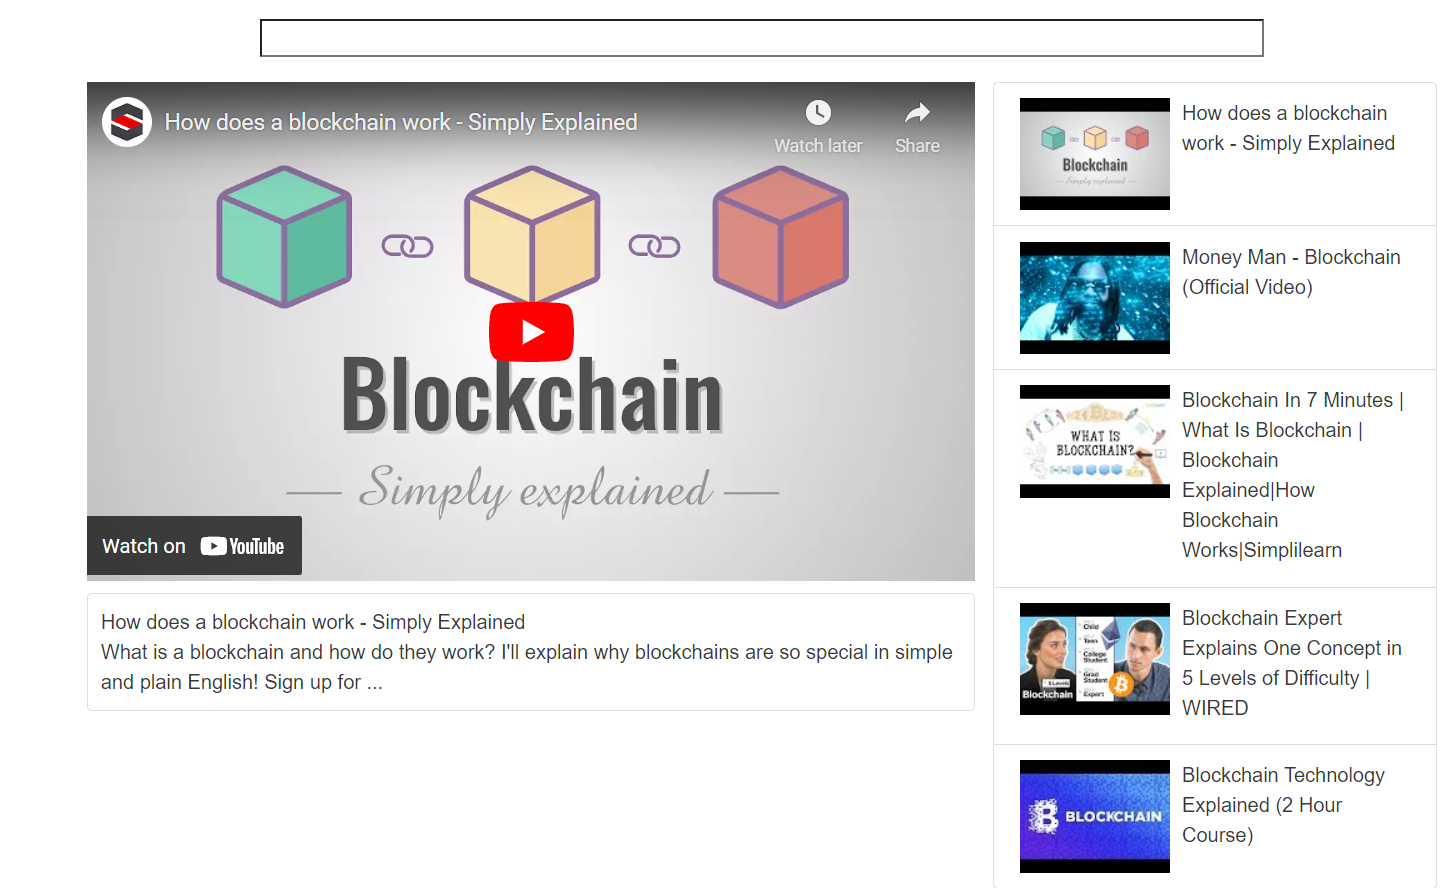 How does a blockchain work - Simply Explained
Watch later
Share
Blockchain
Simply explained
Watch on YouTube
How does a blockchain work - Simply Explained
What is a blockchain and how do they work? I'll explain why blockchains are so special in simple
and plain English! Sign up for ...
Blockchain
Simply explained
How does a blockchain
work - Simply Explained
Money Man - Blockchain
(Official Video)
WHAT IS
BLOCKCHAIN?
Blockchain In 7 Minutes |
What Is Blockchain |
Blockchain
Explained|How
Blockchain
Works|Simplilearn
Child
Teen
College
Student
Grad
Student
Expert
5 Levels
Blockchain
Blockchain Expert
Explains One Concept in
5 Levels of Difficulty |
WIRED
BLOCKCHAIN
Blockchain Technology
Explained (2 Hour
Course)